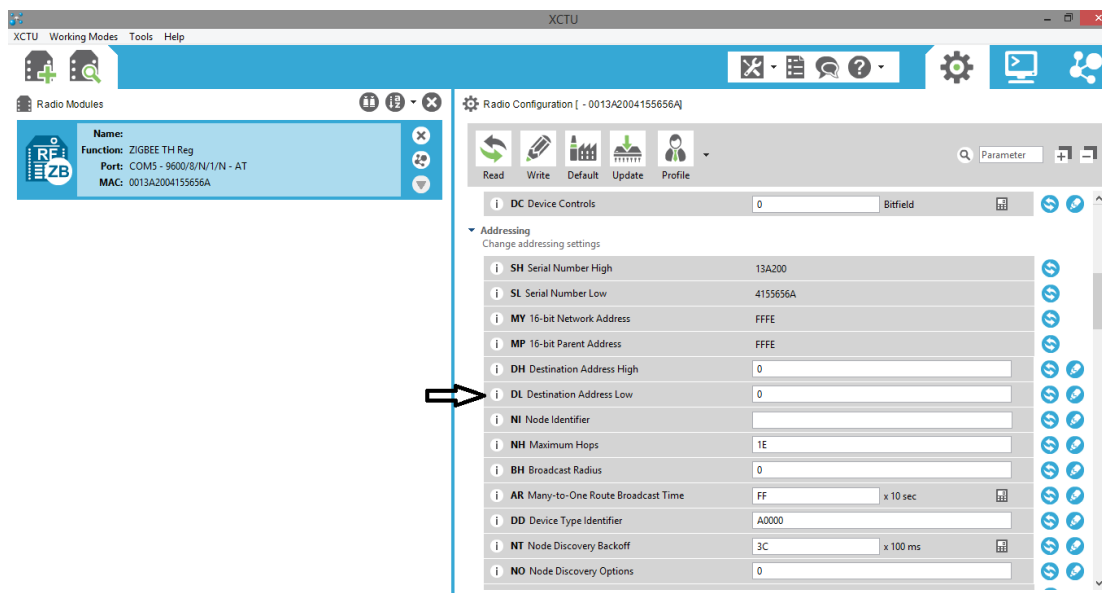 XCTU
XCTU Working Modes Tools Help
Radio Modules
Name:
Function: ZIGBEE TH Reg
Port: COM5 - 9600/8/N/1/N - AT
MAC: 0013A2004155656A
RF
ZB
Radio Configuration [ - 0013A2004155656A]
Read Write Default Update Profile
Parameter
i DC Device Controls 0 Bitfield
Addressing
Change addressing settings
i SH Serial Number High 13A200
i SL Serial Number Low 4155656A
i MY 16-bit Network Address FFFE
i MP 16-bit Parent Address FFFE
i DH Destination Address High 0
i DL Destination Address Low 0
i NI Node Identifier
i NH Maximum Hops 1E
i BH Broadcast Radius 0
i AR Many-to-One Route Broadcast Time FF x 10 sec
i DD Device Type Identifier A0000
i NT Node Discovery Backoff 3C x 100 ms
i NO Node Discovery Options 0